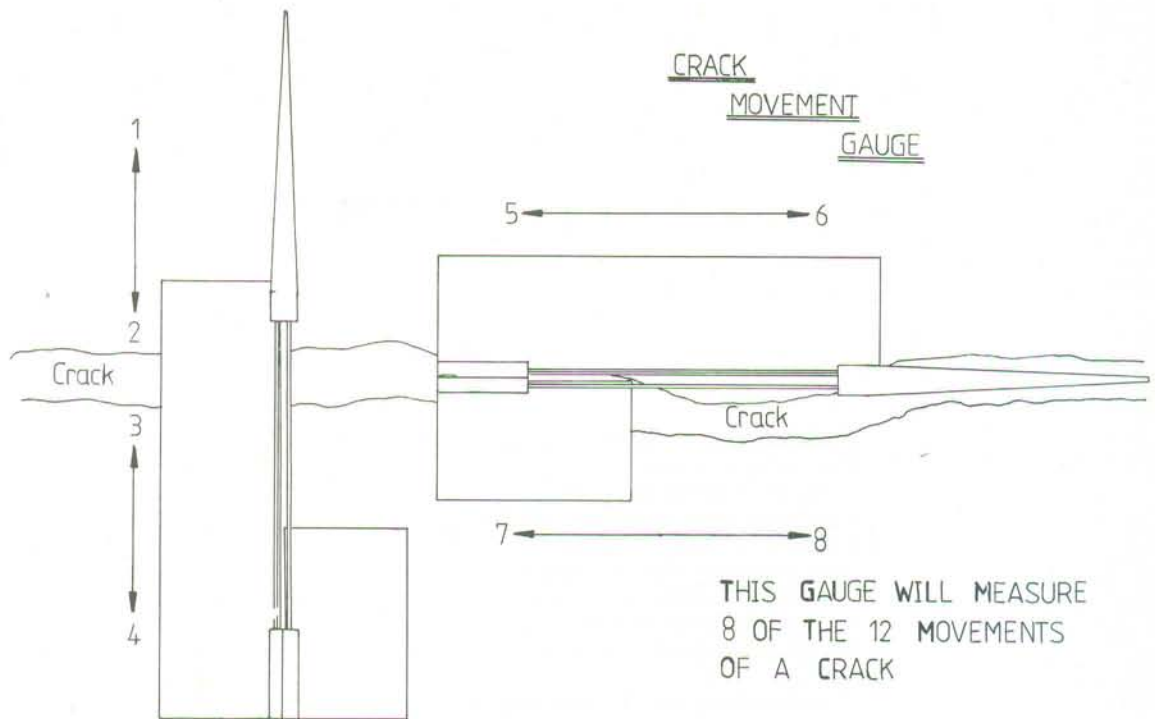 CRACK
MOVEMENT
GAUGE
1
5
6
2
Crack
3
Crack
7
8
4
THIS GAUGE WILL MEASURE
8 OF THE 12 MOVEMENTS
OF A CRACK